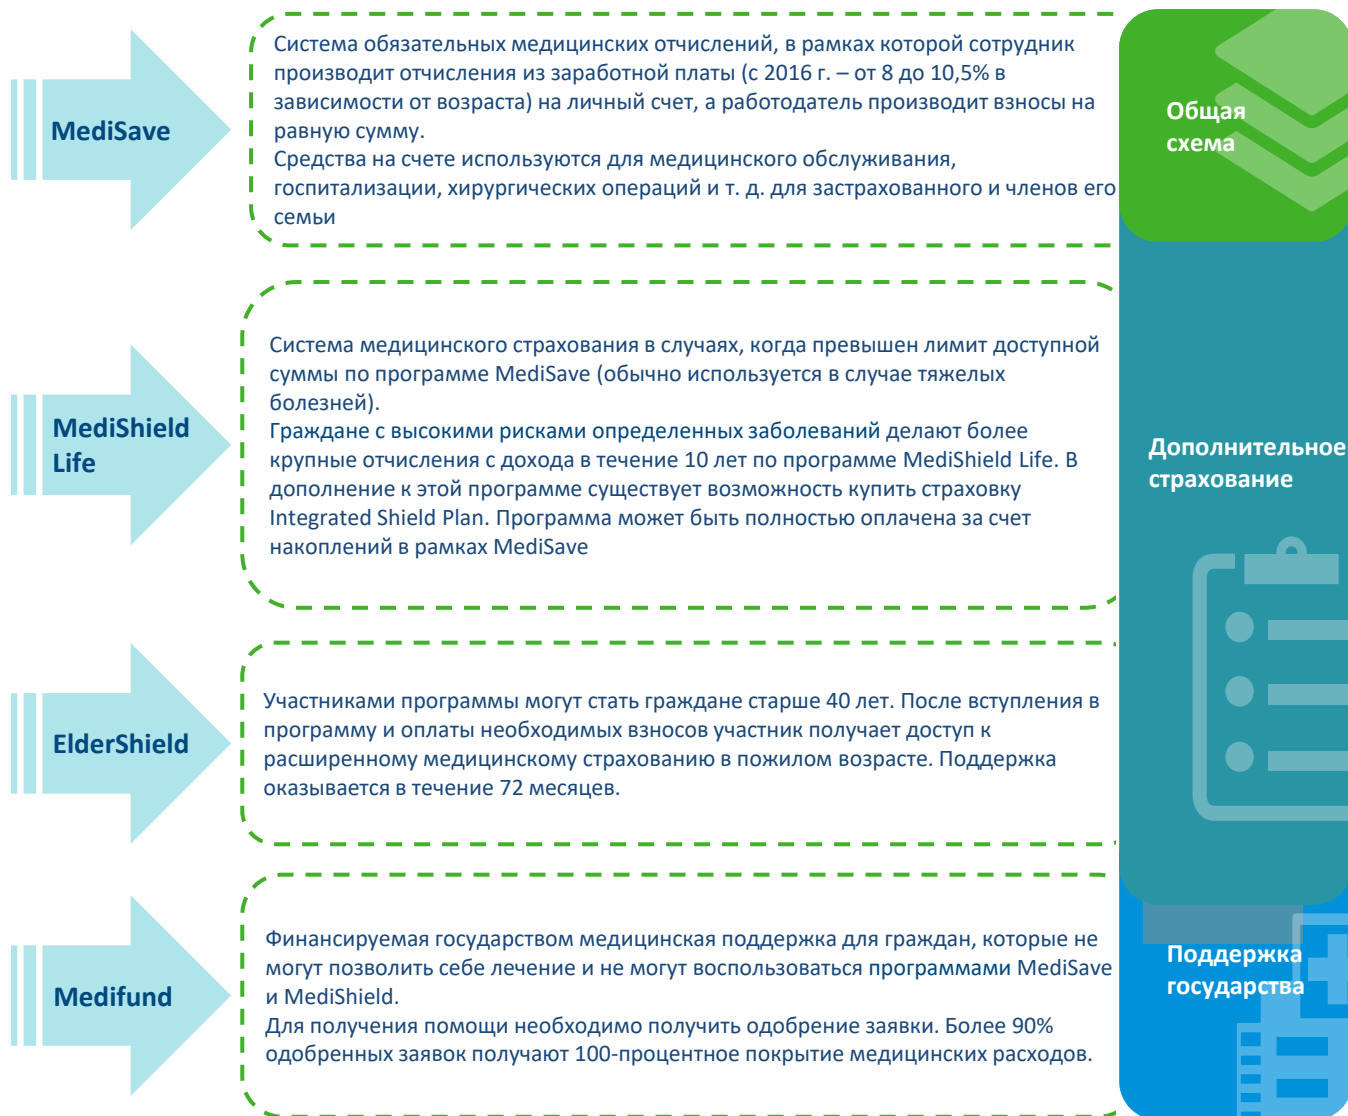 MediSave
Система обязательных медицинских отчислений, в рамках которой сотрудник
производит отчисления из заработной платы (с 2016 г. – от 8 до 10,5% в
зависимости от возраста) на личный счет, а работодатель производит взносы на
равную сумму.
Средства на счете используются для медицинского обслуживания,
госпитализации, хирургических операций и т. д. для застрахованного и членов его
семьи
Общая
схема
MediShield
Life
Система медицинского страхования в случаях, когда превышен лимит доступной
суммы по программе MediSave (обычно используется в случае тяжелых
болезней).
Граждане с высокими рисками определенных заболеваний делают более
крупные отчисления с дохода в течение 10 лет по программе MediShield Life. В
дополнение к этой программе существует возможность купить страховку
Integrated Shield Plan. Программа может быть полностью оплачена за счет
накоплений в рамках MediSave
Дополнительное
страхование
ElderShield
Участниками программы могут стать граждане старше 40 лет. После вступления в
программу и оплаты необходимых взносов участник получает доступ к
расширенному медицинскому страхованию в пожилом возрасте. Поддержка
оказывается в течение 72 месяцев.
Medifund
Финансируемая государством медицинская поддержка для граждан, которые не
могут позволить себе лечение и не могут воспользоваться программами MediSave
и MediShield.
Для получения помощи необходимо получить одобрение заявки. Более 90%
одобренных заявок получают 100-процентное покрытие медицинских расходов.
Поддержка
государства